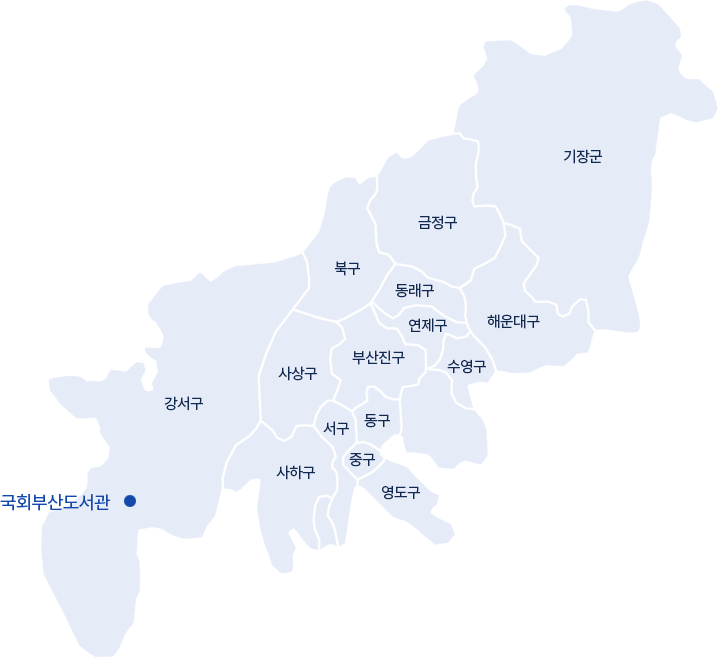 기장군
금정구
북구
동래구
연제구
해운대구
부산진구
수영구
사상구
강서구
동구
서구
중구
사하구
영도구
국회부산도서관